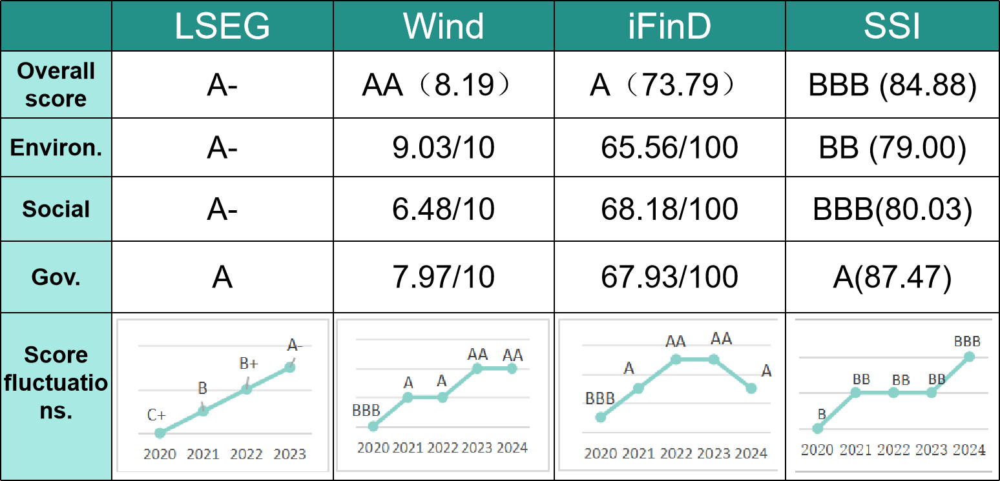 LSEG Wind iFinD SSI
Overall
score
A- AA（8.19） A（73.79） BBB (84.88)
Environ. A- 9.03/10 65.56/100 BB (79.00)
Social A- 6.48/10 68.18/100 BBB(80.03)
Gov. A 7.97/10 67.93/100 A(87.47)
Score
fluctuatio
ns.
C+ B B+ A-
2020 2021 2022 2023
BBB A A AA AA
2020 2021 2022 2023 2024
BBB A AA AA A
2020 2021 2022 2023 2024
B BB BB BB BBB
2020 2021 2022 2023 2024